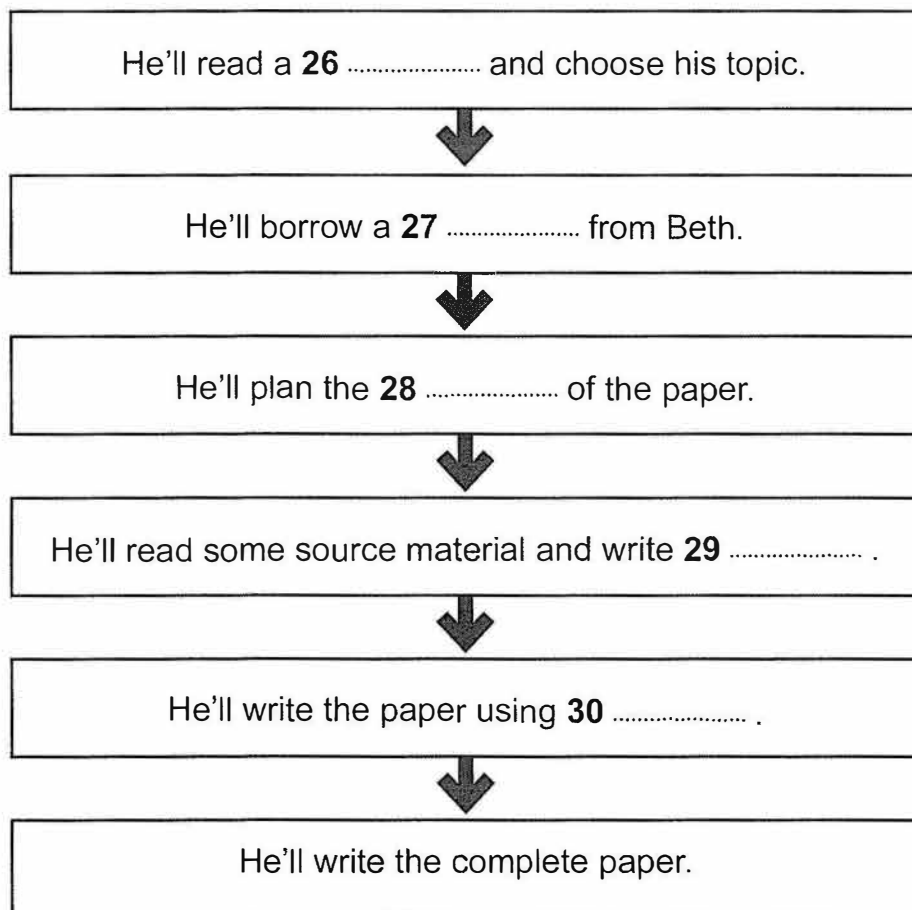 He'll read a 26 ..................... and choose his topic.
He'll borrow a 27 ..................... from Beth.
He'll plan the 28 ..................... of the paper.
He'll read some source material and write 29 ..................... .
He'll write the paper using 30 ..................... .
He'll write the complete paper.